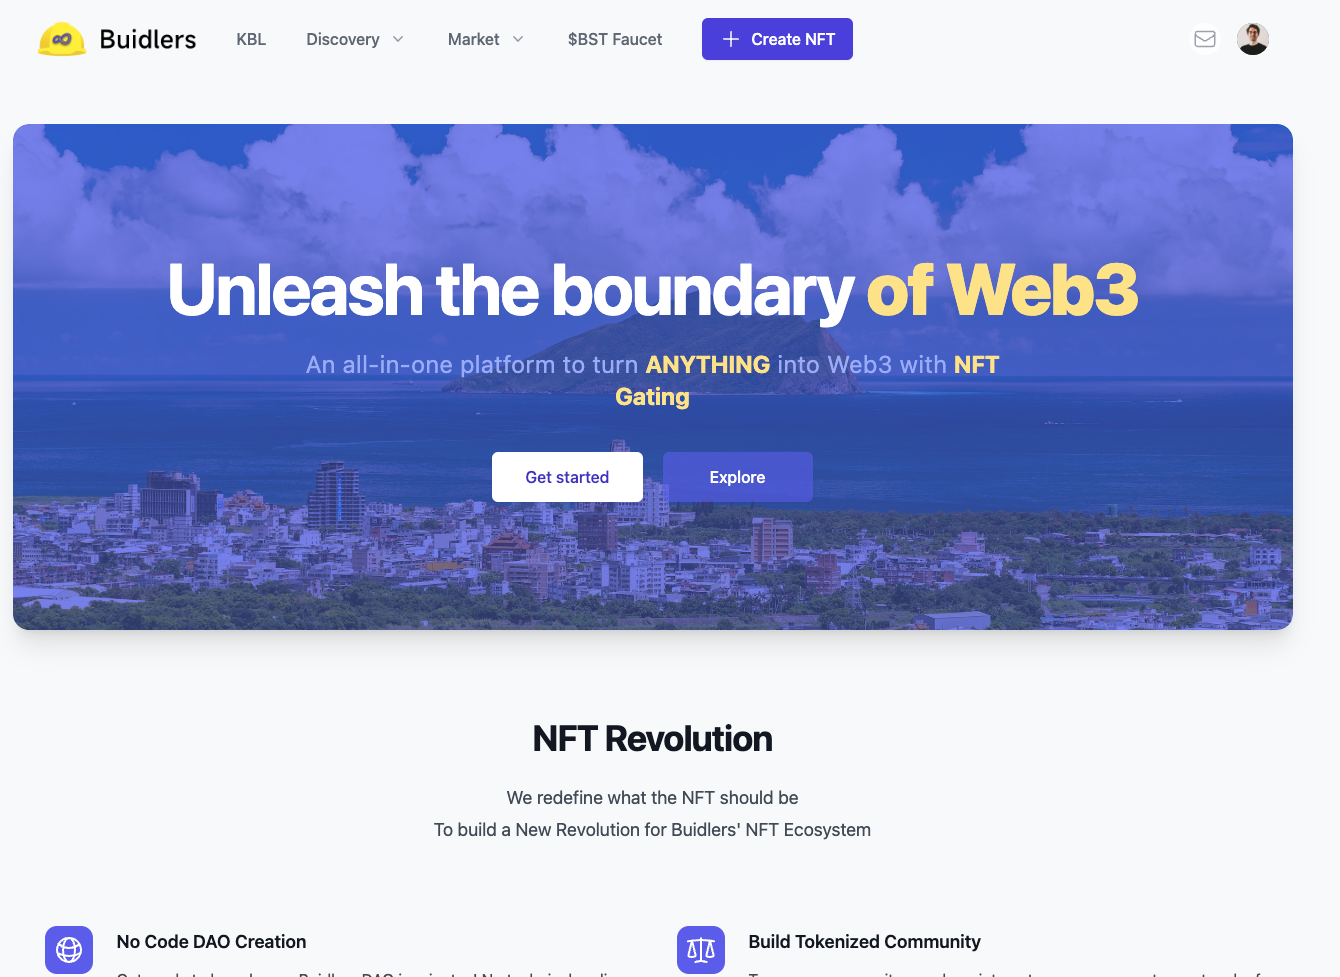 Buidlers
KBL
Discovery
Market
$BST Faucet
Create NFT
Unleash the boundary of Web3
An all-in-one platform to turn ANYTHING into Web3 with NFT
Gating
Get started
Explore
NFT Revolution
We redefine what the NFT should be
To build a New Revolution for Buidlers' NFT Ecosystem
No Code DAO Creation
Build Tokenized Community